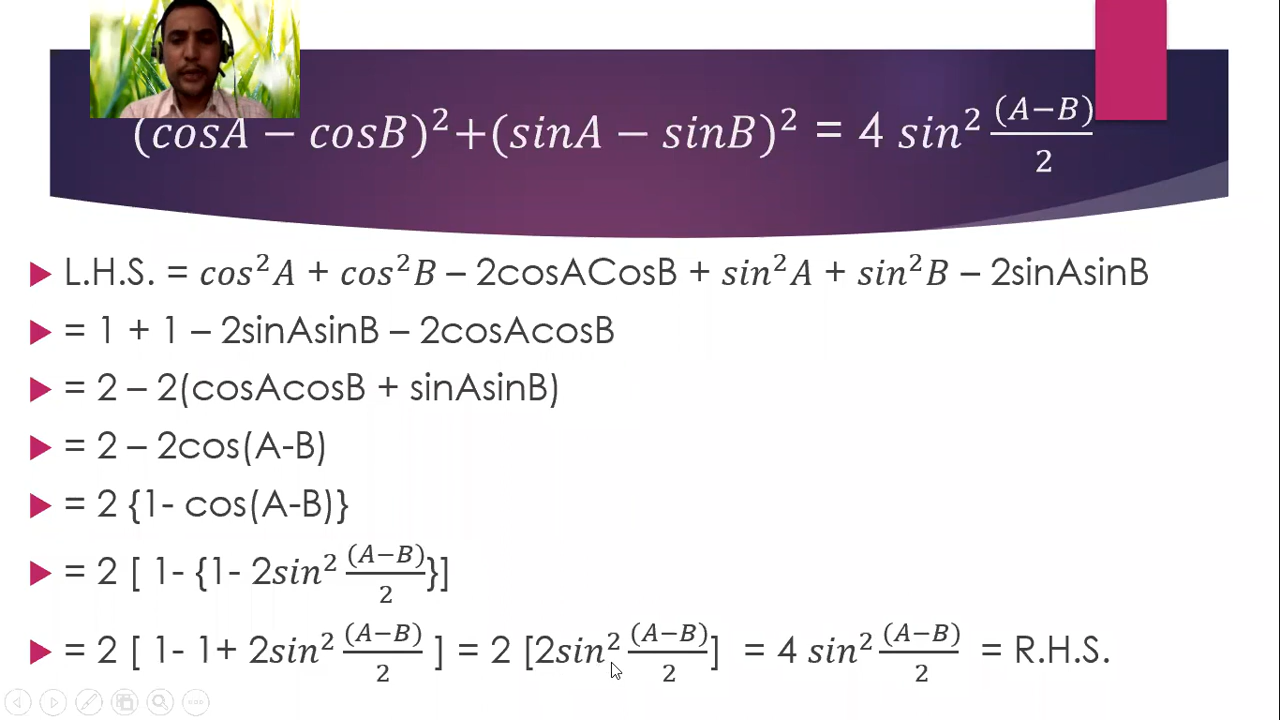 (cosA − cosB)²+(sinA − sinB)² = 4 sin² (A−B)/2
L.H.S. = cos²A + cos²B – 2cosACosB + sin²A + sin²B – 2sinAsinB
= 1 + 1 – 2sinAsinB – 2cosAcosB
= 2 – 2(cosAcosB + sinAsinB)
= 2 – 2cos(A-B)
= 2 {1- cos(A-B)}
= 2 [ 1- {1- 2sin² (A−B)/2}]
= 2 [ 1- 1+ 2sin² (A−B)/2 ] = 2 [2sin² (A−B)/2] = 4 sin² (A−B)/2 = R.H.S.